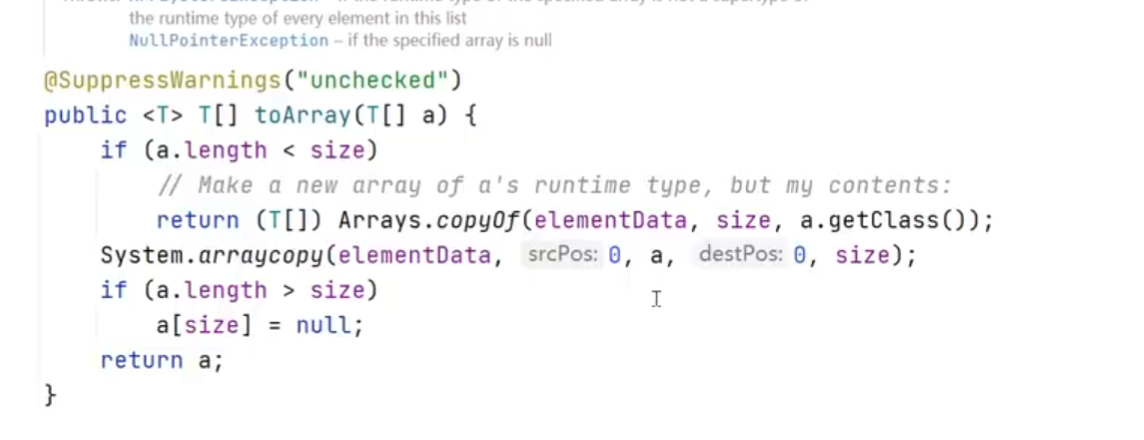 the runtime type of every element in this list
NullPointerException – if the specified array is null
@SuppressWarnings("unchecked")
public <T> T[] toArray(T[] a) {
if (a.length < size)
// Make a new array of a's runtime type, but my contents:
return (T[]) Arrays.copyOf(elementData, size, a.getClass());
System.arraycopy(elementData, srcPos: 0, a, destPos: 0, size);
if (a.length > size)
a[size] = null;
return a;
}